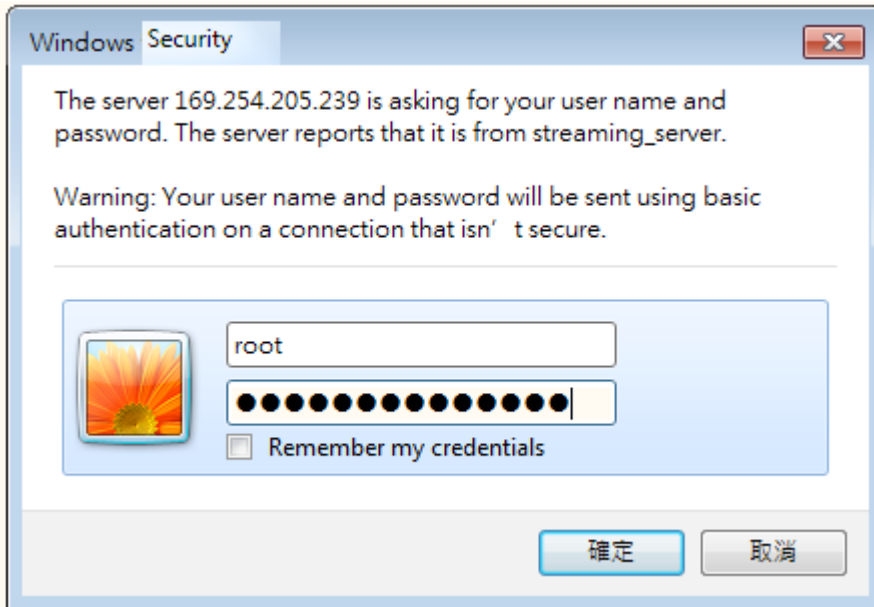 Windows Security
The server 169.254.205.239 is asking for your user name and
password. The server reports that it is from streaming_server.
Warning: Your user name and password will be sent using basic
authentication on a connection that isn’ t secure.
root
●●●●●●●●●●●●●●
Remember my credentials
確定 取消